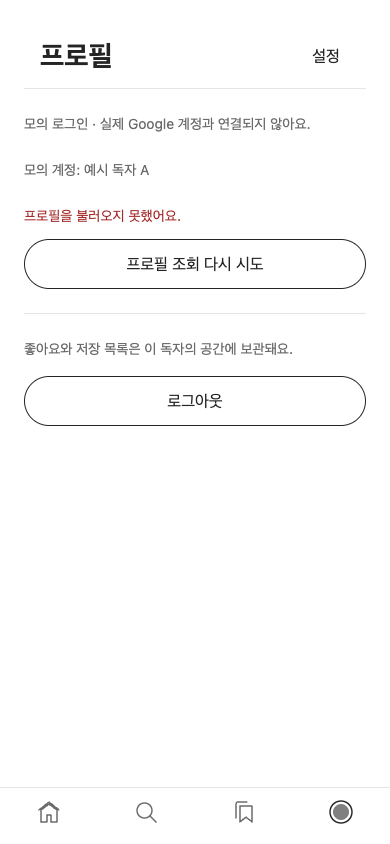 프로필
설정
모의 로그인 · 실제 Google 계정과 연결되지 않아요.
모의 계정: 예시 독자 A
프로필을 불러오지 못했어요.
프로필 조회 다시 시도
좋아요와 저장 목록은 이 독자의 공간에 보관돼요.
로그아웃